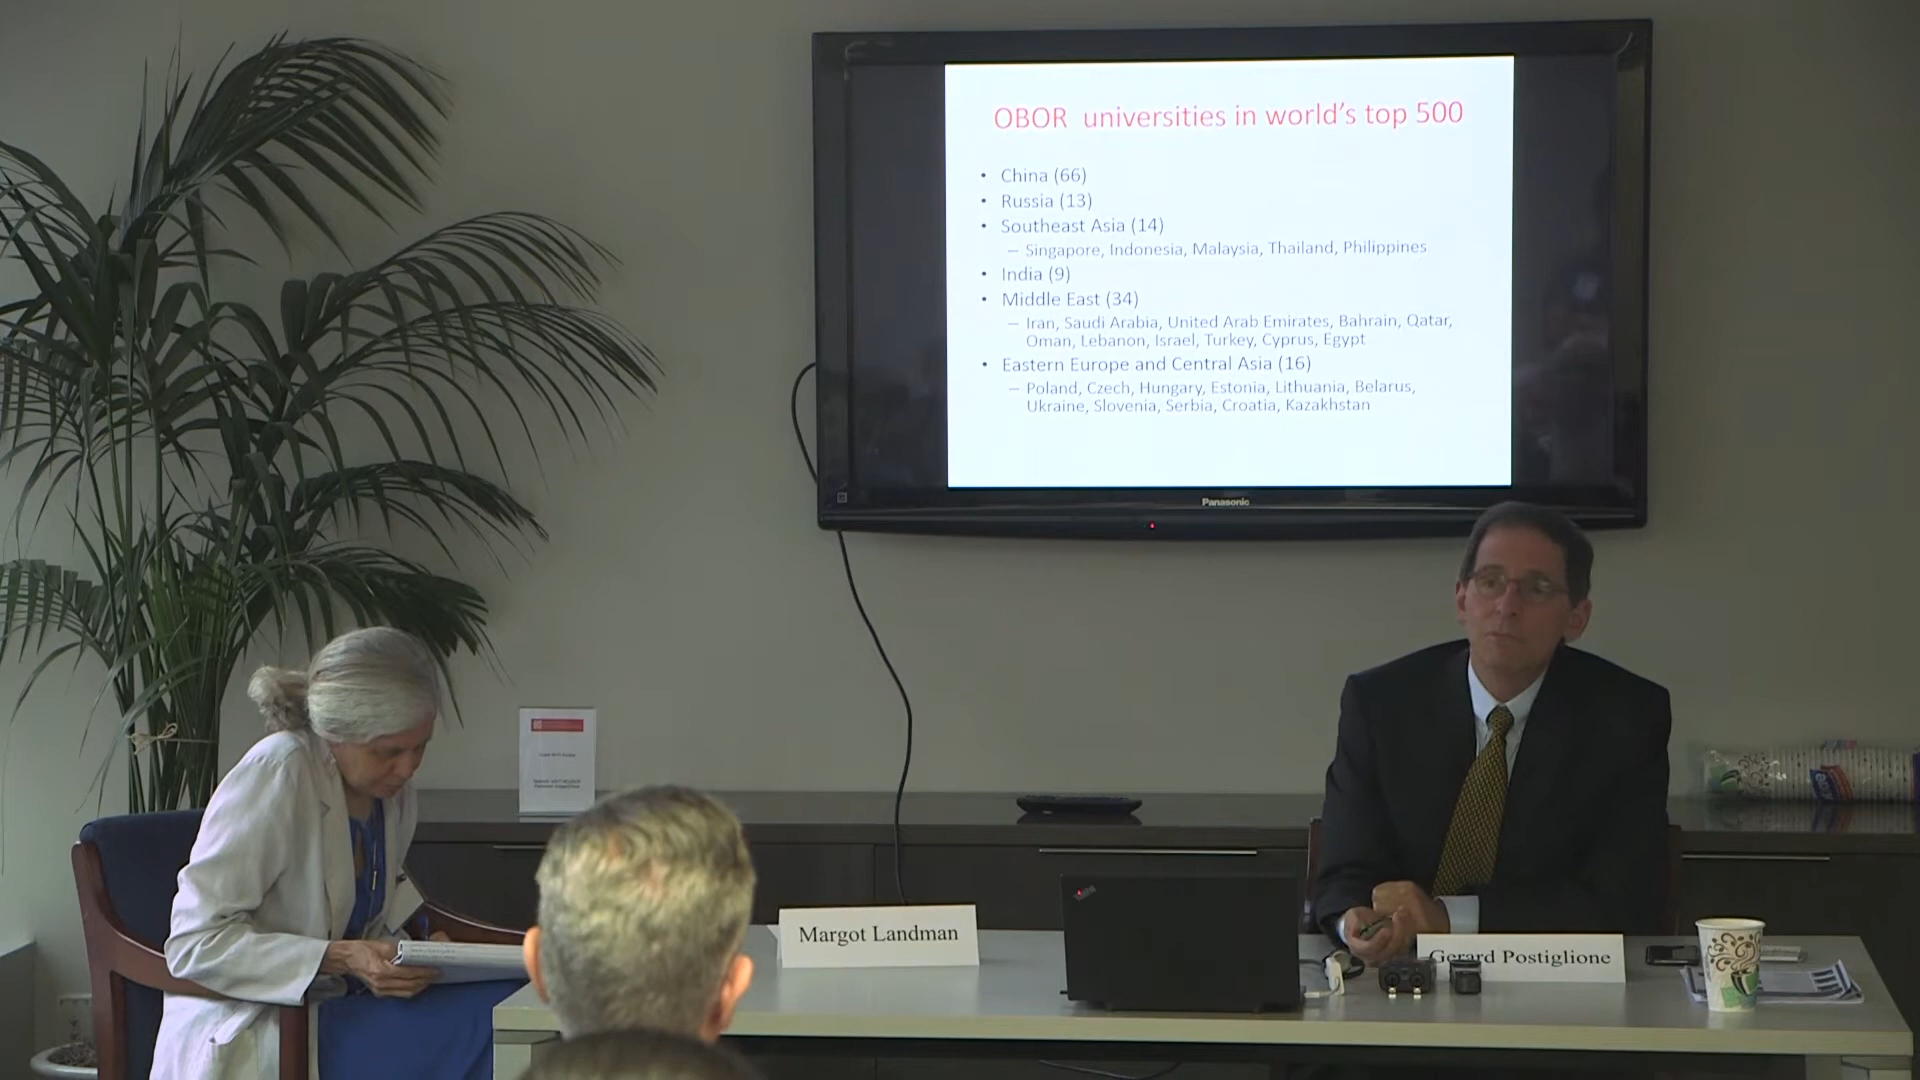 OBOR universities in world's top 500
• China (66)
• Russia (13)
• Southeast Asia (14)
– Singapore, Indonesia, Malaysia, Thailand, Philippines
• India (9)
• Middle East (34)
– Iran, Saudi Arabia, United Arab Emirates, Bahrain, Qatar,
Oman, Lebanon, Israel, Turkey, Cyprus, Egypt
• Eastern Europe and Central Asia (16)
– Poland, Czech, Hungary, Estonia, Lithuania, Belarus,
Ukraine, Slovenia, Serbia, Croatia, Kazakhstan
Panasonic
Margot Landman
Gerard Postiglione